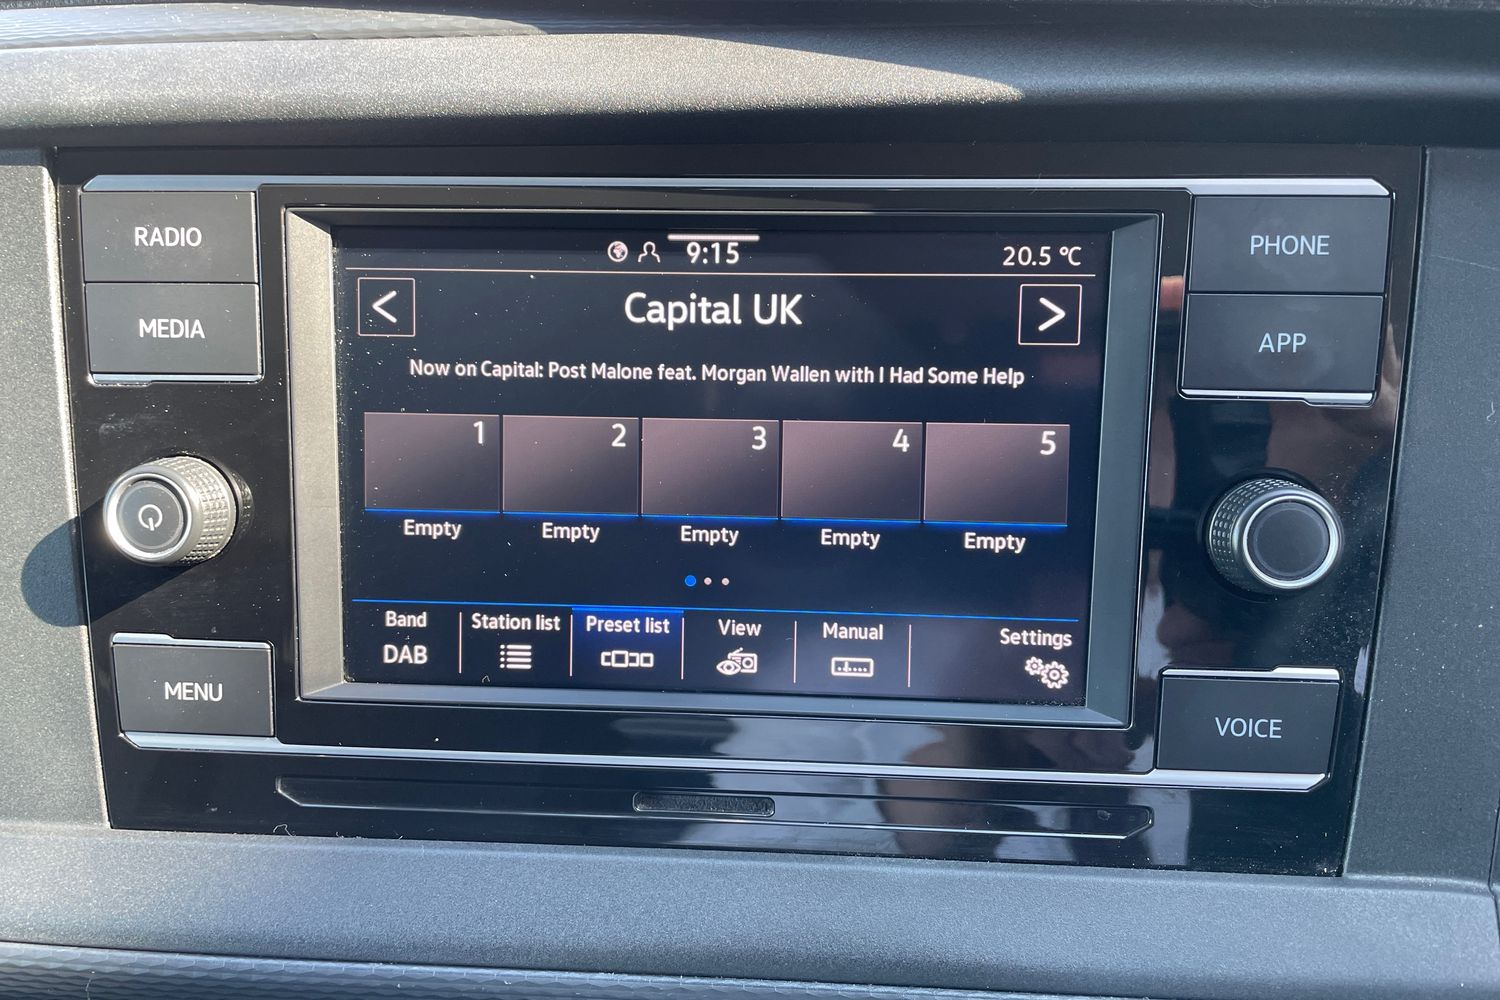 RADIO
MEDIA
MENU
9:15
20.5 °C
<
Capital UK
>
Now on Capital: Post Malone feat. Morgan Wallen with I Had Some Help
1 2 3 4 5
Empty Empty Empty Empty Empty
Band Station list Preset list View Manual Settings
DAB
PHONE
APP
VOICE